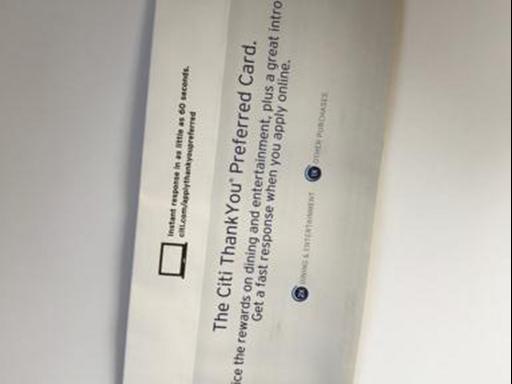 Instant response in as little as 60 seconds.
citi.com/applythankyoupreferred
The Citi ThankYou® Preferred Card.
ice the rewards on dining and entertainment, plus a great intro
Get a fast response when you apply online.
2X DINING & ENTERTAINMENT 1X OTHER PURCHASES